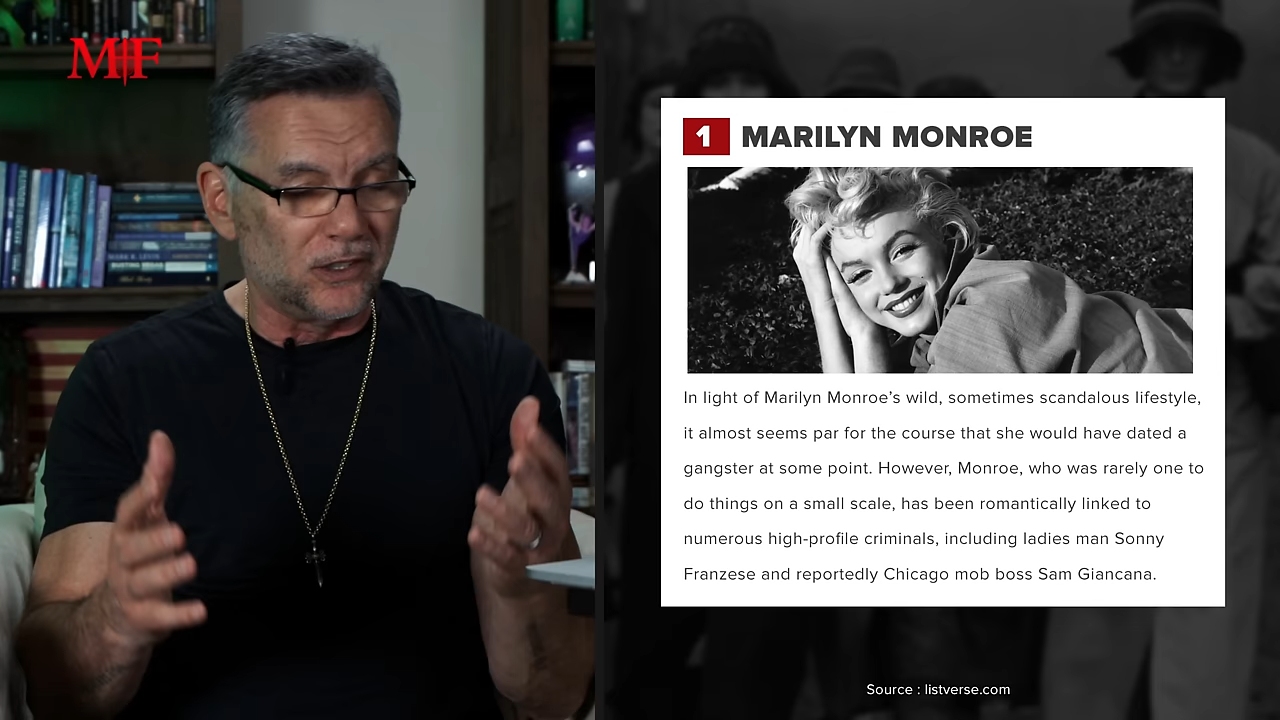 MF
MARK R. LEVIN
1 MARILYN MONROE
In light of Marilyn Monroe’s wild, sometimes scandalous lifestyle,
it almost seems par for the course that she would have dated a
gangster at some point. However, Monroe, who was rarely one to
do things on a small scale, has been romantically linked to
numerous high-profile criminals, including ladies man Sonny
Franzese and reportedly Chicago mob boss Sam Giancana.
Source : listverse.com